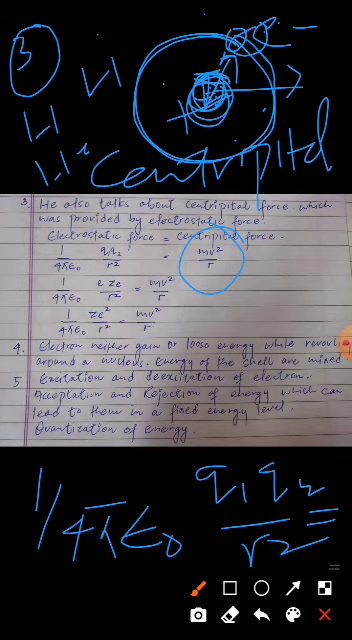 3
centripital
3. He also talks about centripital force which
was provided by electrostatic force.
Electrostatic force = centripital force.
1/4πε₀ q₁q₂/r² = mv²/r
1/4πε₀ e ze/r² = mv²/r
1/4πε₀ ze²/r² = mv²/r
4. Electron neither gain or loose energy while revol
around a nucleus. Energy of the shell are
5. Excitation and deexcitation of electron.
Acceptation and Rejection of energy which can
lead to them in a fixed energy level.
Quantization of energy.
1/4πε₀ q₁q₂/r²